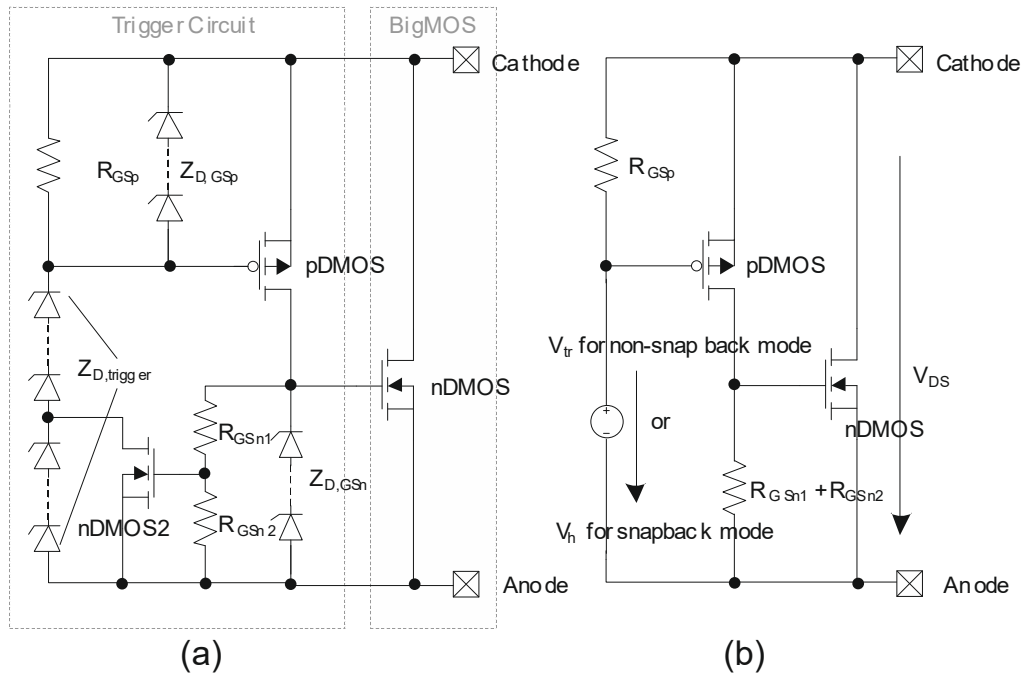 Trigger Circuit
BigMOS
Cathode
R_GSp
Z_D,GSp
pDMOS
Z_D,trigger
nDMOS
R_GSn1
Z_D,GSn
nDMOS2
R_GSn2
Anode
(a)
Cathode
R_GSp
pDMOS
V_tr for non-snap back mode
V_DS
+
−
or
nDMOS
R_GSn1 + R_GSn2
V_h for snapback mode
Anode
(b)